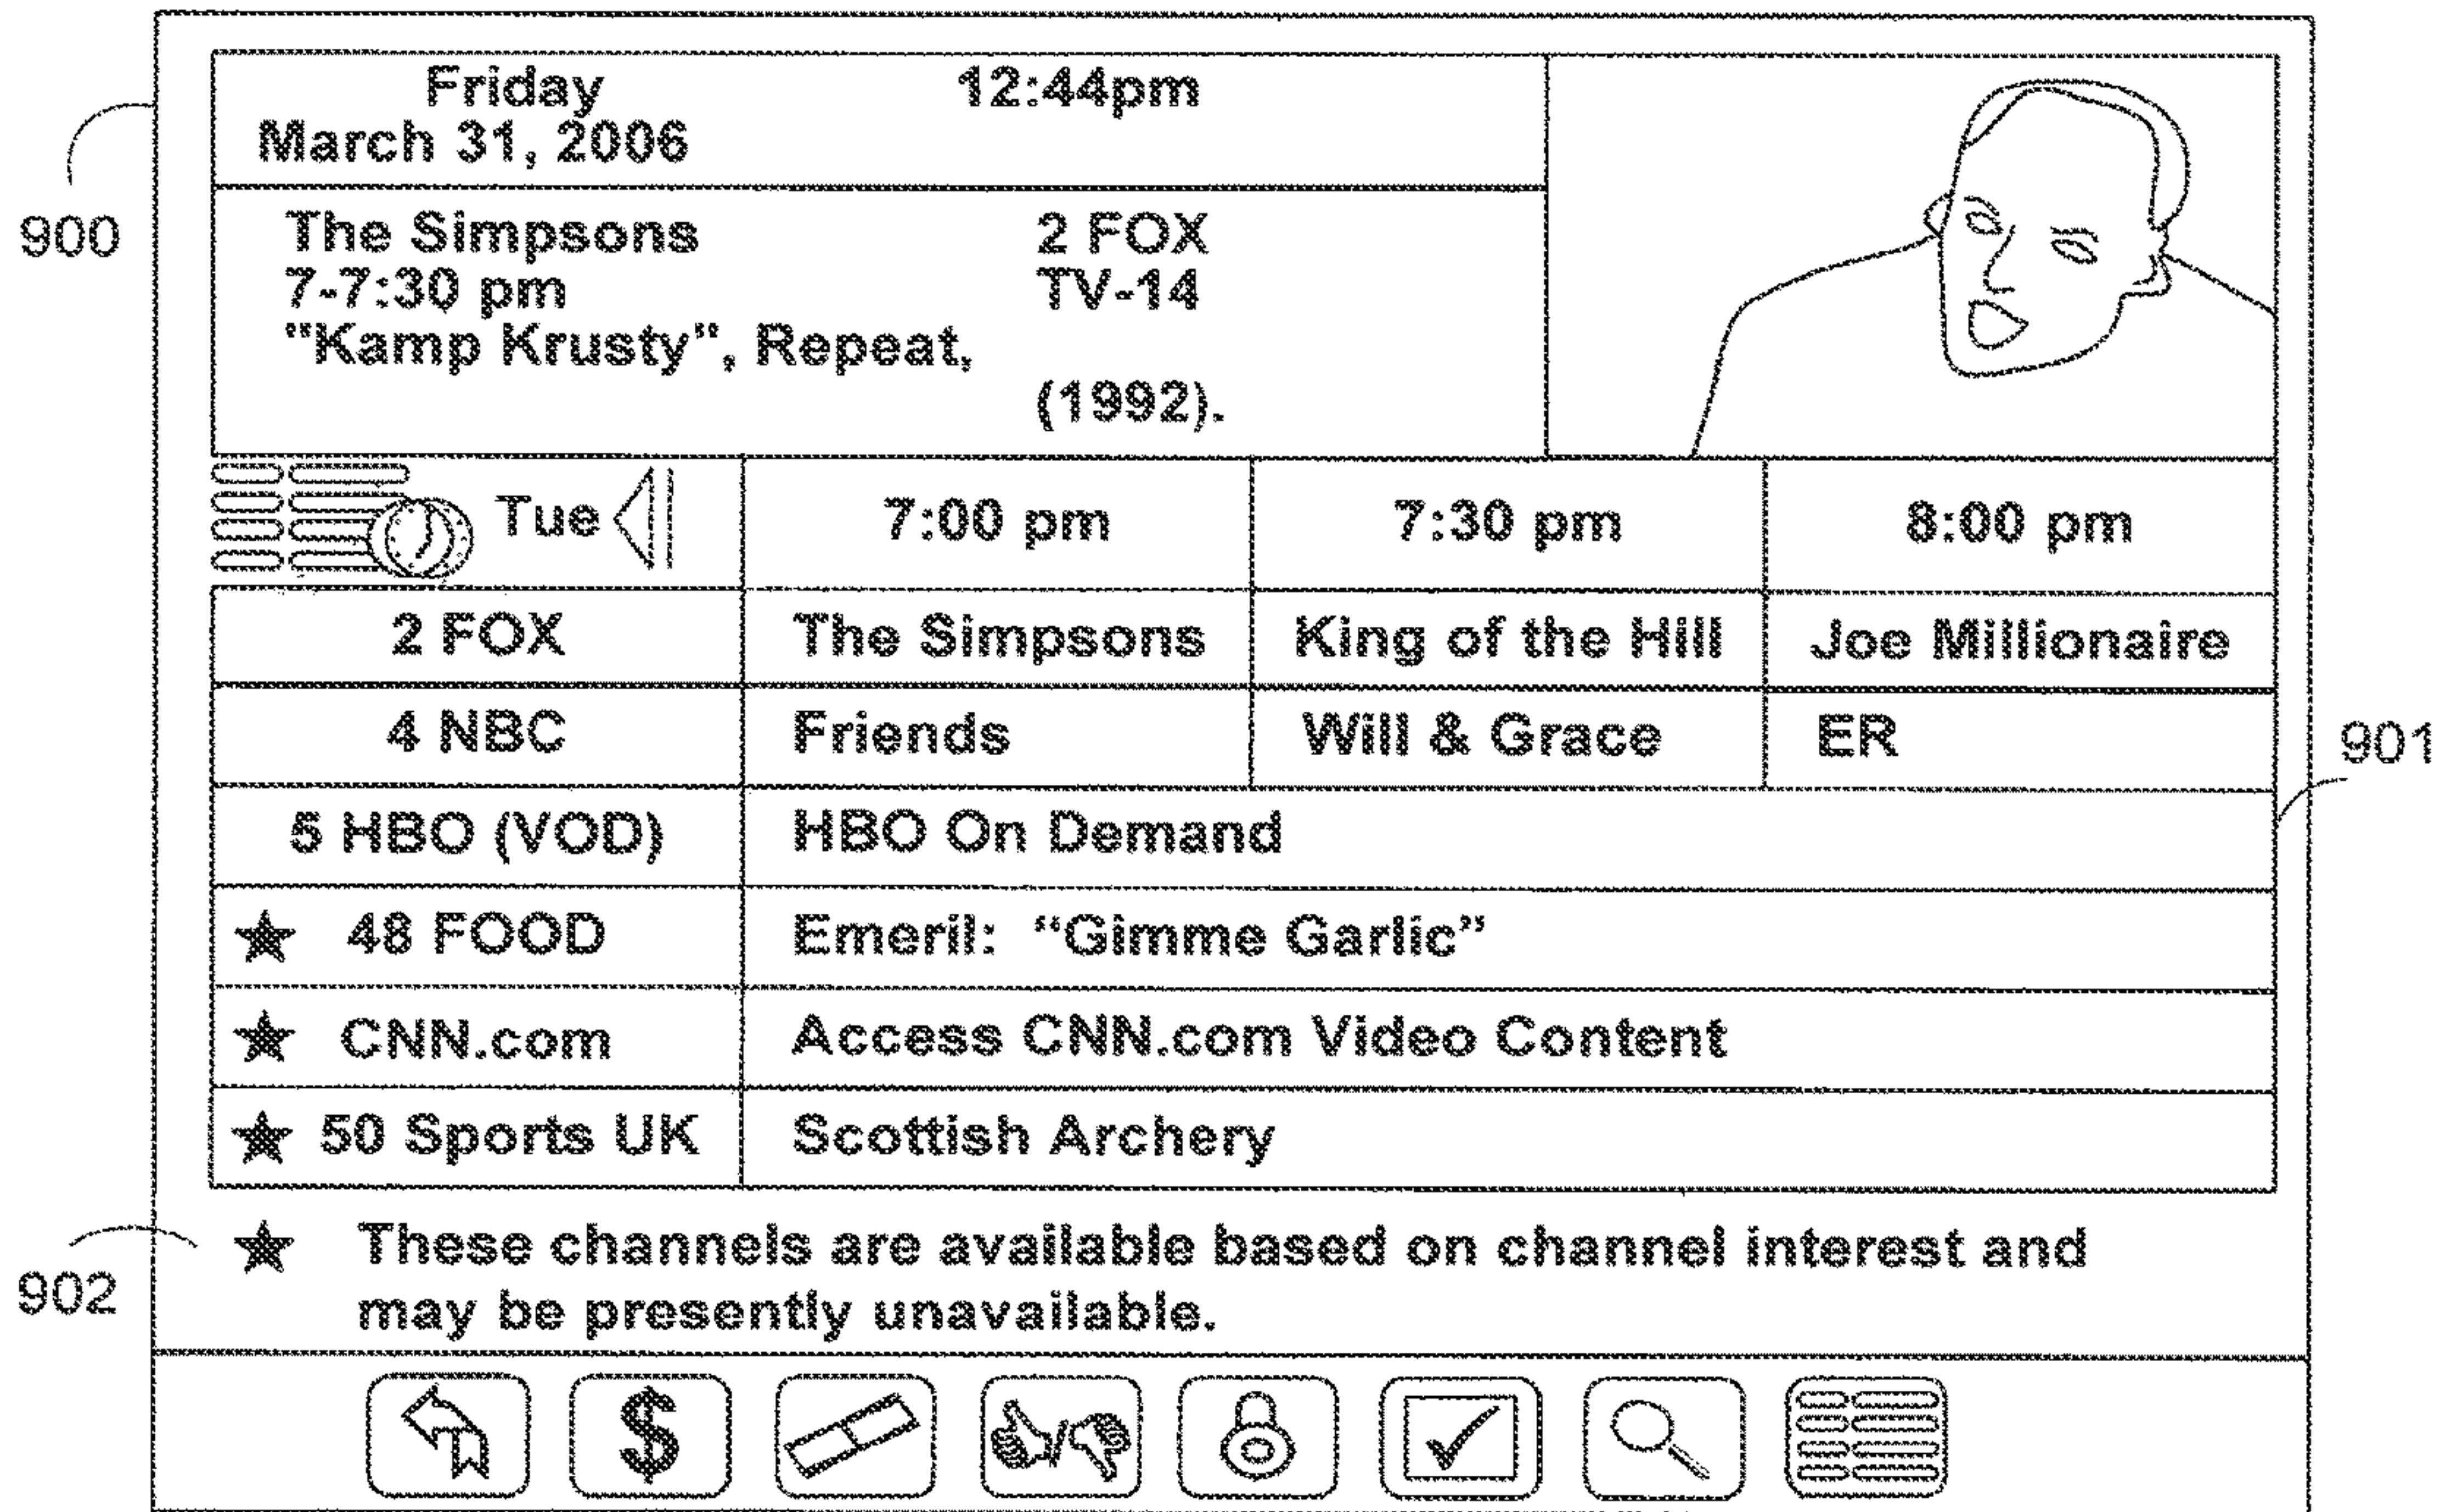 Friday 12:44pm
March 31, 2006
900
The Simpsons 2 FOX
7-7:30 pm TV-14
"Kamp Krusty", Repeat,
(1992).
Tue 7:00 pm 7:30 pm 8:00 pm
2 FOX The Simpsons King of the Hill Joe Millionaire
4 NBC Friends Will & Grace ER
901
5 HBO (VOD) HBO On Demand
★ 48 FOOD Emeril: “Gimme Garlic”
★ CNN.com Access CNN.com Video Content
★ 50 Sports UK Scottish Archery
★ These channels are available based on channel interest and
902
may be presently unavailable.
$